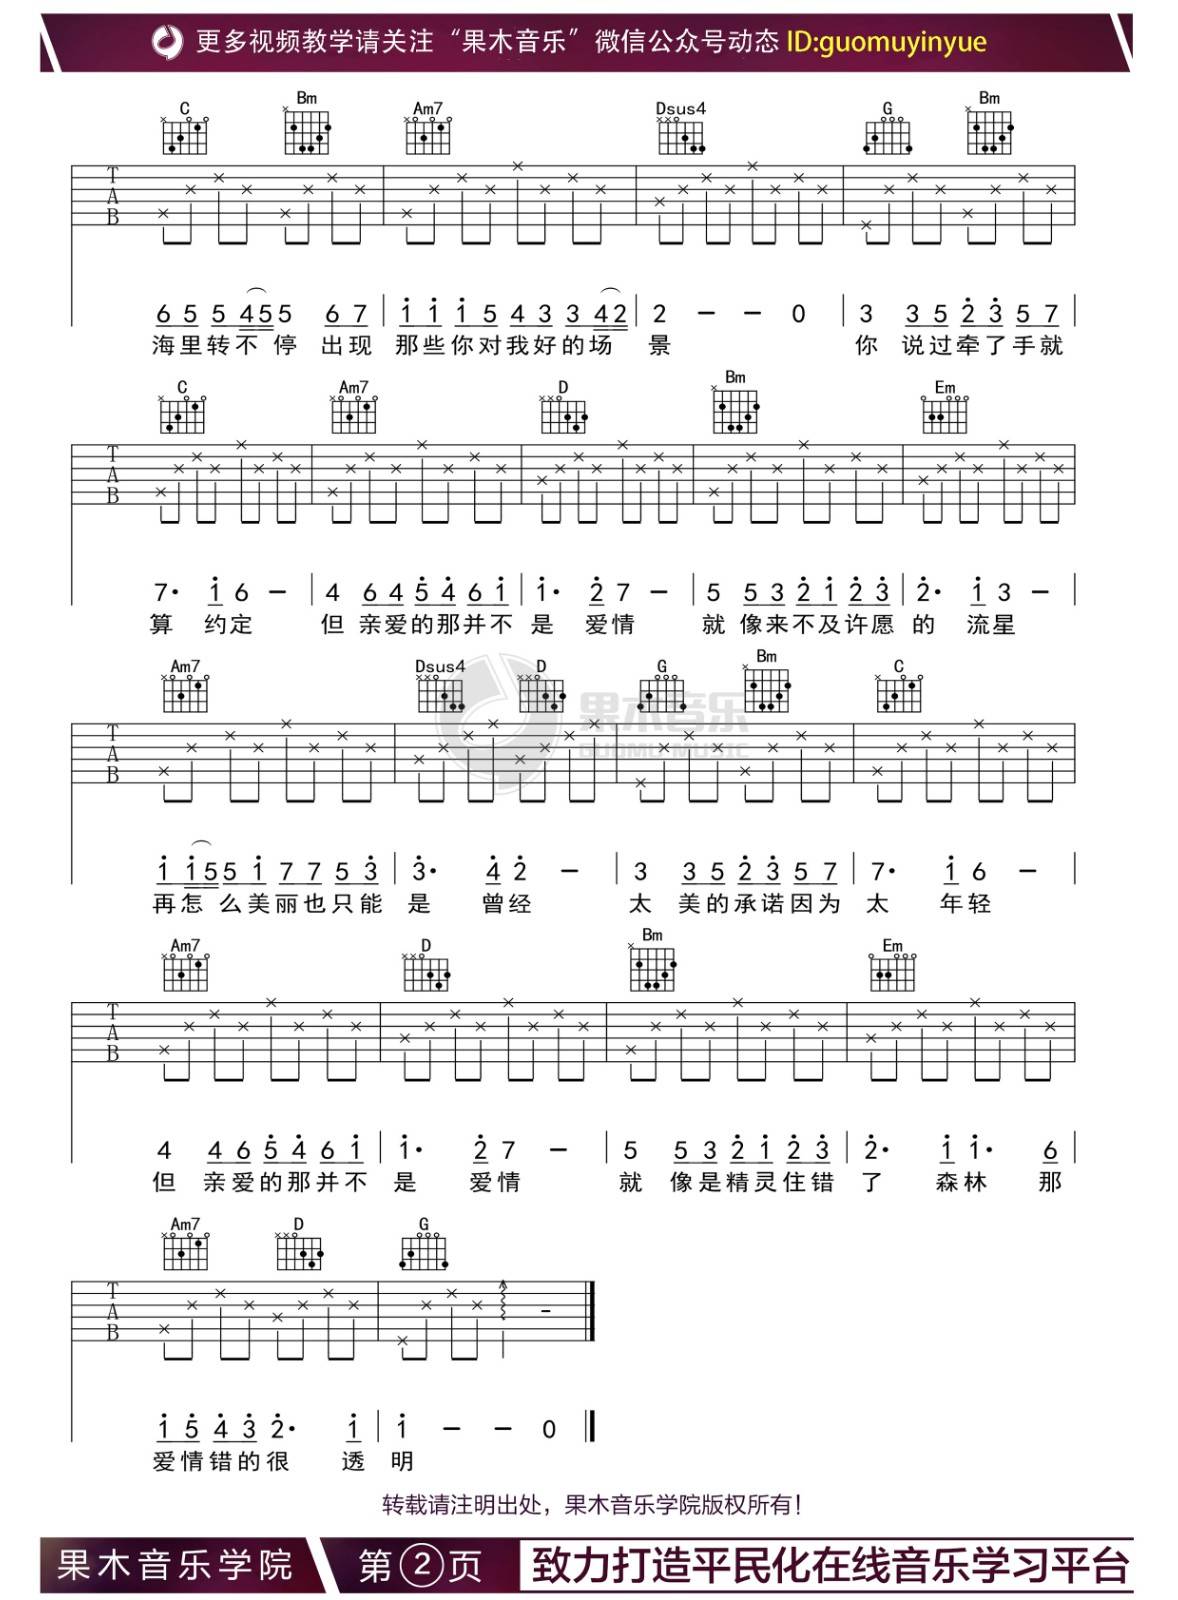 更多视频教学请关注“果木音乐”微信公众号动态 ID:guomuyinyue
C Bm Am7 Dsus4 G Bm
T
A
B
6 5 5 4 5 5 6 7 1 1 1 5 4 3 3 4 2 2 － － 0 3 3 5 2 3 5 7
海里转不 停 出现 那些你对我好的场 景 你 说过牵了手就
C Am7 D Bm Em
T
A
B
7· 1 6 － 4 6 4 5 4 6 1 1· 2 7 － 5 5 3 2 1 2 3 2· 1 3 －
算 约定 但 亲爱的那并不 是 爱情 就 像来不及许愿 的 流星
Am7 Dsus4 D G Bm C
果木音乐
GUOMU MUSIC
T
A
B
1 1 5 5 1 7 7 5 3 3· 4 2 － 3 3 5 2 3 5 7 7· 1 6 －
再怎 么美丽也只能 是 曾经 太 美的承诺因为 太 年轻
Am7 D Bm Em
T
A
B
4 4 6 5 4 6 1 1· 2 7 － 5 5 3 2 1 2 3 2· 1 1· 6
但 亲爱的那并不 是 爱情 就 像是精灵住错 了 森林 那
Am7 D G
T
A
B
1 5 4 3 2· 1 1 － － 0
爱情错的很 透 明
转载请注明出处，果木音乐学院版权所有！
果木音乐学院 第②页 致力打造平民化在线音乐学习平台